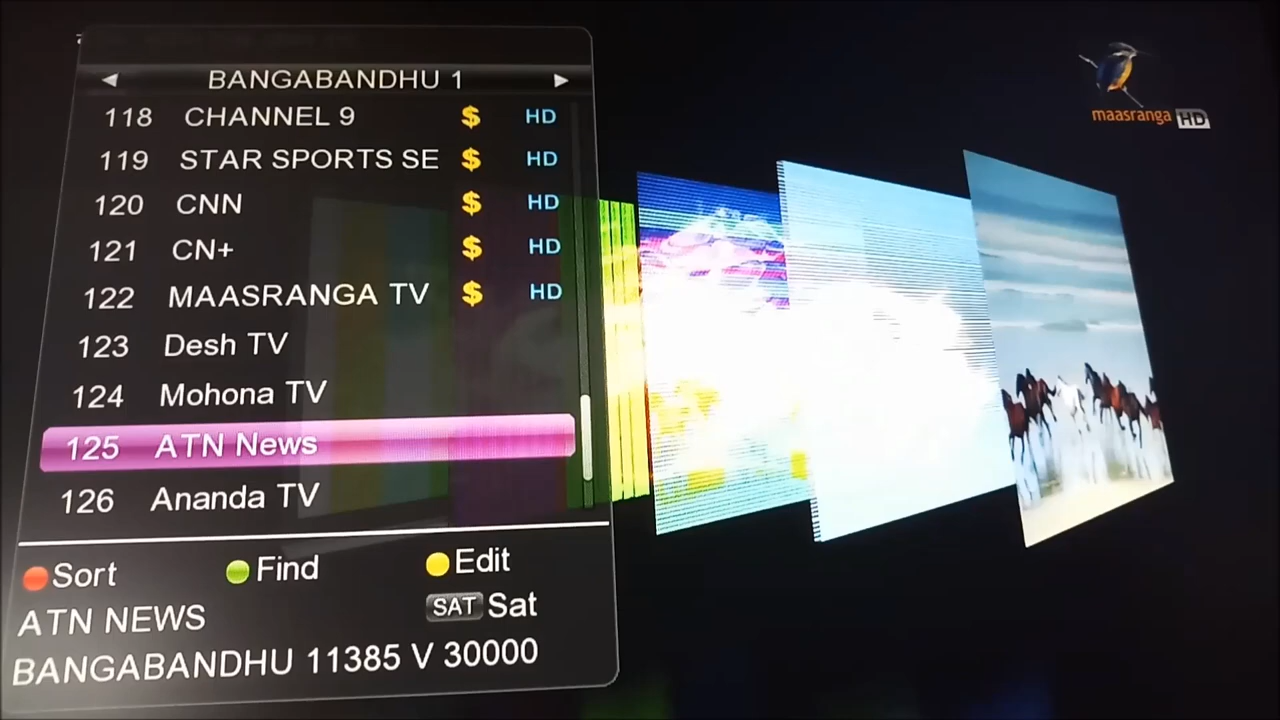 BANGABANDHU 1
118 CHANNEL 9 $ HD
119 STAR SPORTS SE $ HD
120 CNN $ HD
121 CN+ $ HD
122 MAASRANGA TV $ HD
123 Desh TV
124 Mohona TV
125 ATN News
126 Ananda TV
Sort Find Edit
ATN NEWS SAT Sat
BANGABANDHU 11385 V 30000
maasranga HD